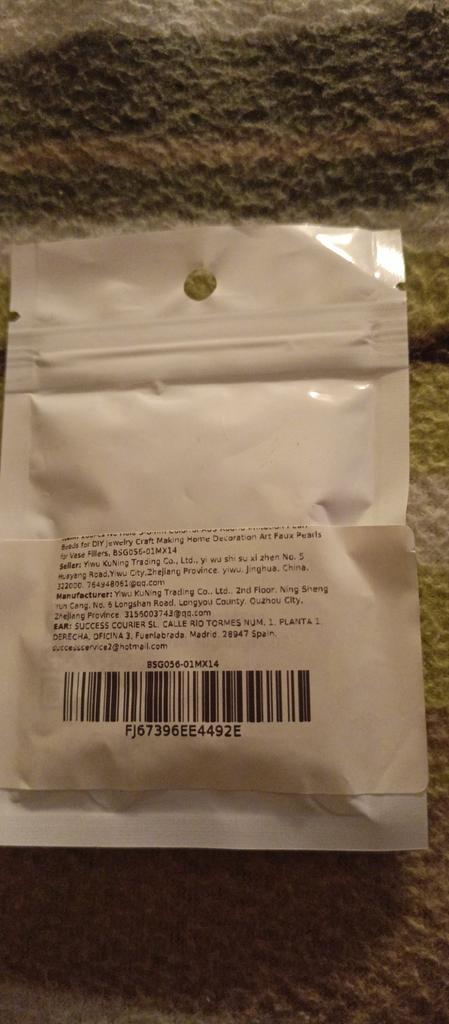 Beads for DIY Jewelry Craft Making Home Decoration Art Faux Pearls
for Vase Fillers, BSG056-01MX14
Seller: Yiwu KuNing Trading Co., Ltd., yi wu shi su xi zhen No. 5
Huayang Road,Yiwu City,Zhejiang Province, yiwu, Jinghua, China,
322000, 764948061@qq.com
Manufacturer: Yiwu KuNing Trading Co., Ltd., 2nd Floor, Ning Sheng
Yun Cang, No. 6 Longshan Road, Longyou County, Quzhou City,
Zhejiang Province, 3156003743@qq.com
EAR: SUCCESS COURIER SL, CALLE RIO TORMES NUM. 1, PLANTA 1,
DERECHA, OFICINA 3, Fuenlabrada, Madrid, 28947 Spain,
successservice2@hotmail.com
BSG056-01MX14
FJ67396EE4492E